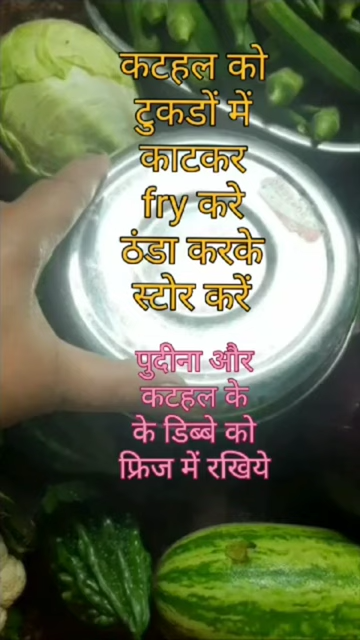 कटहल को
टुकडों में
काटकर
fry करे
ठंडा करके
स्टोर करें
पुदीना और
कटहल के
के डिब्बे को
फ्रिज में रखिये